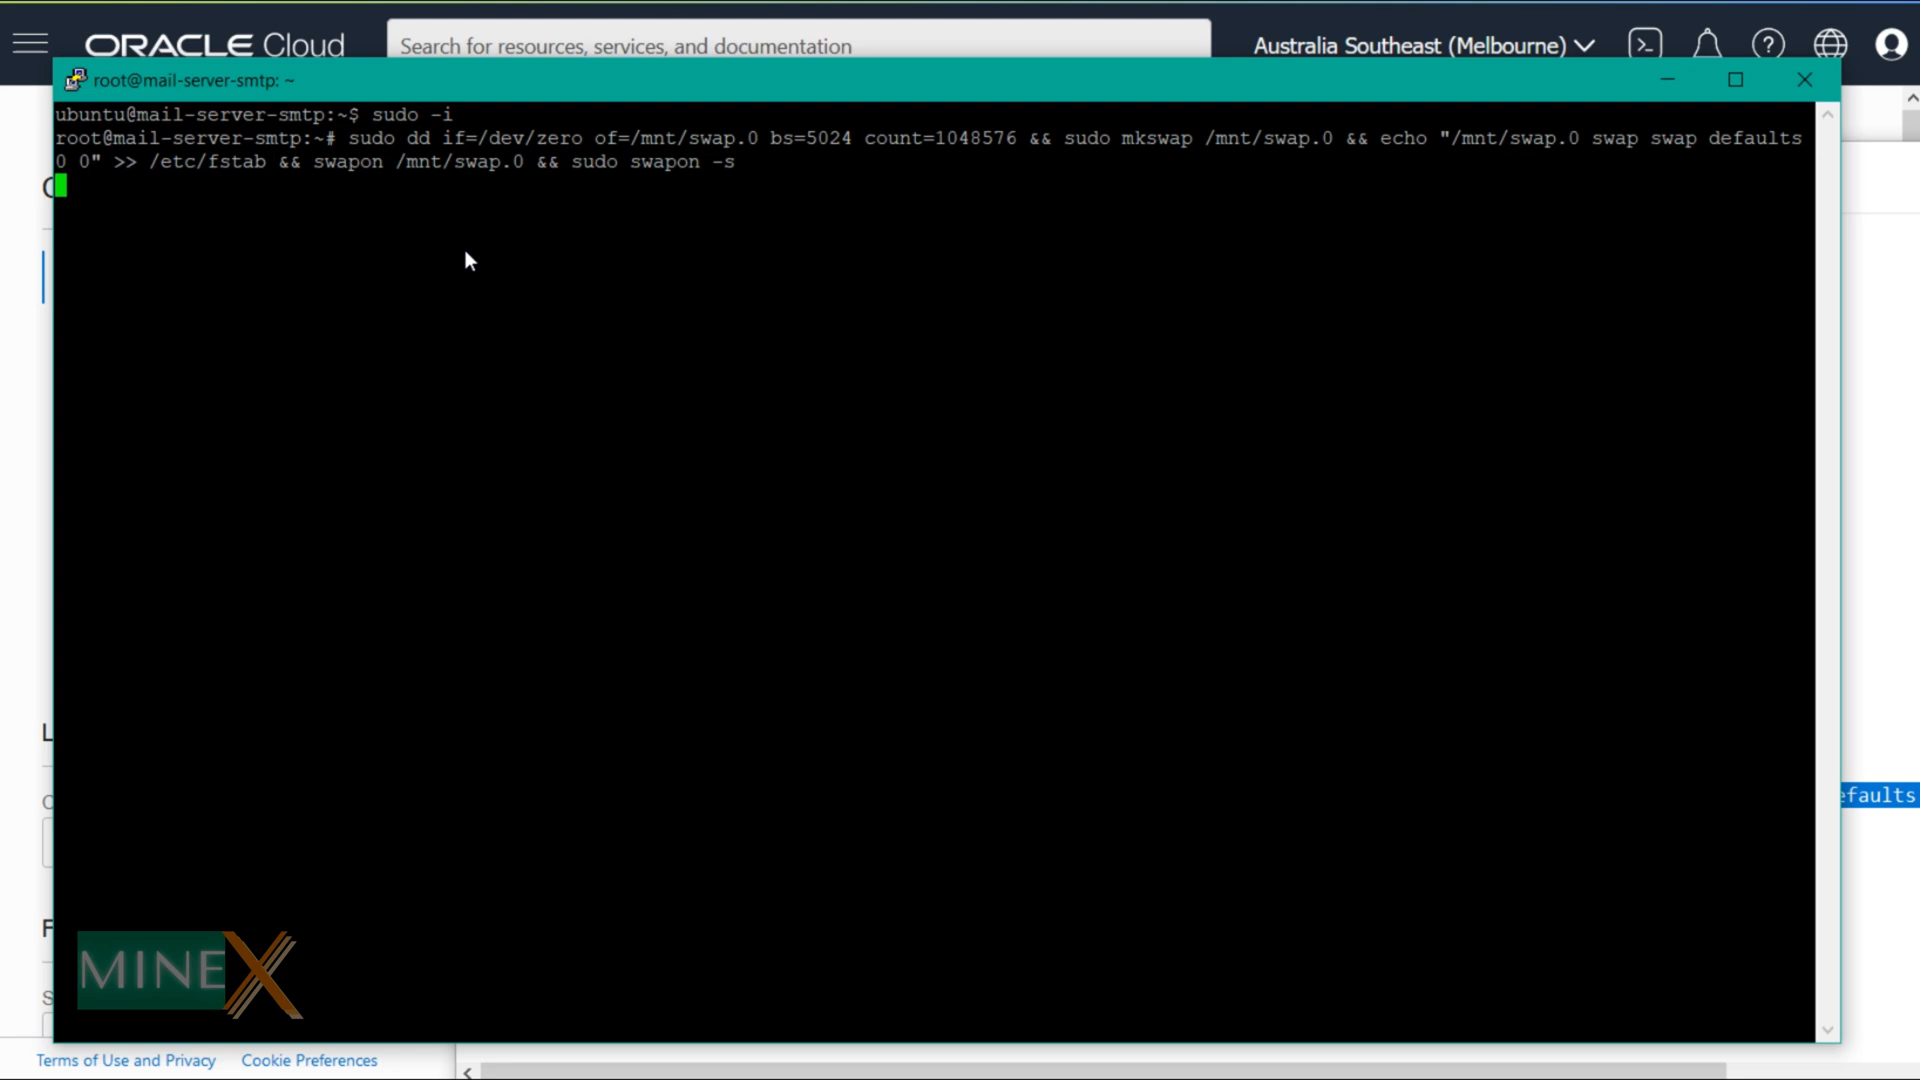 ORACLE Cloud
Search for resources, services, and documentation
Australia Southeast (Melbourne)
root@mail-server-smtp: ~
ubuntu@mail-server-smtp:~$ sudo -i
root@mail-server-smtp:~# sudo dd if=/dev/zero of=/mnt/swap.0 bs=5024 count=1048576 && sudo mkswap /mnt/swap.0 && echo "/mnt/swap.0 swap swap defaults
0 0" >> /etc/fstab && swapon /mnt/swap.0 && sudo swapon -s
efaults
MINEX
Terms of Use and Privacy
Cookie Preferences